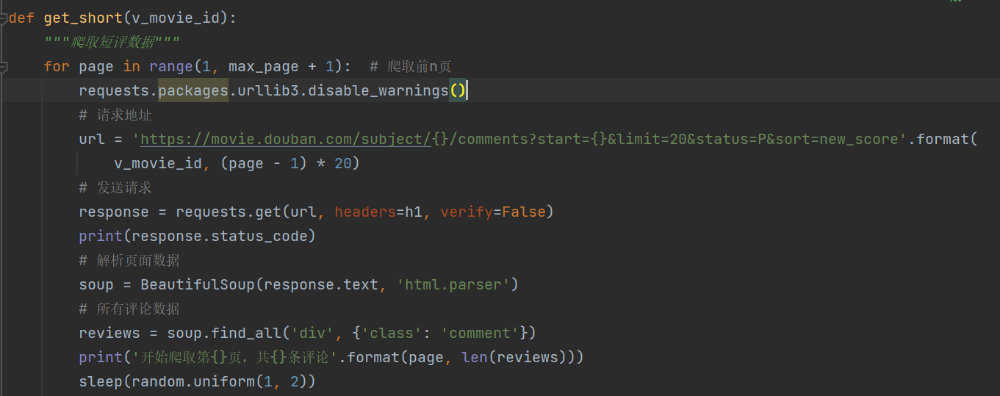 def get_short(v_movie_id):
    """爬取短评数据"""
    for page in range(1, max_page + 1):  # 爬取前n页
        requests.packages.urllib3.disable_warnings()
        # 请求地址
        url = 'https://movie.douban.com/subject/{}/comments?start={}&limit=20&status=P&sort=new_score'.format(
            v_movie_id, (page - 1) * 20)
        # 发送请求
        response = requests.get(url, headers=h1, verify=False)
        print(response.status_code)
        # 解析页面数据
        soup = BeautifulSoup(response.text, 'html.parser')
        # 所有评论数据
        reviews = soup.find_all('div', {'class': 'comment'})
        print('开始爬取第{}页，共{}条评论'.format(page, len(reviews)))
        sleep(random.uniform(1, 2))